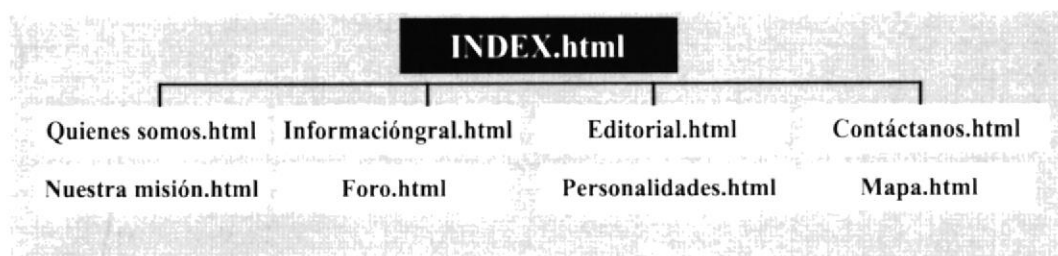 INDEX.html
Quienes somos.html Informacióngral.html Editorial.html Contáctanos.html
Nuestra misión.html Foro.html Personalidades.html Mapa.html